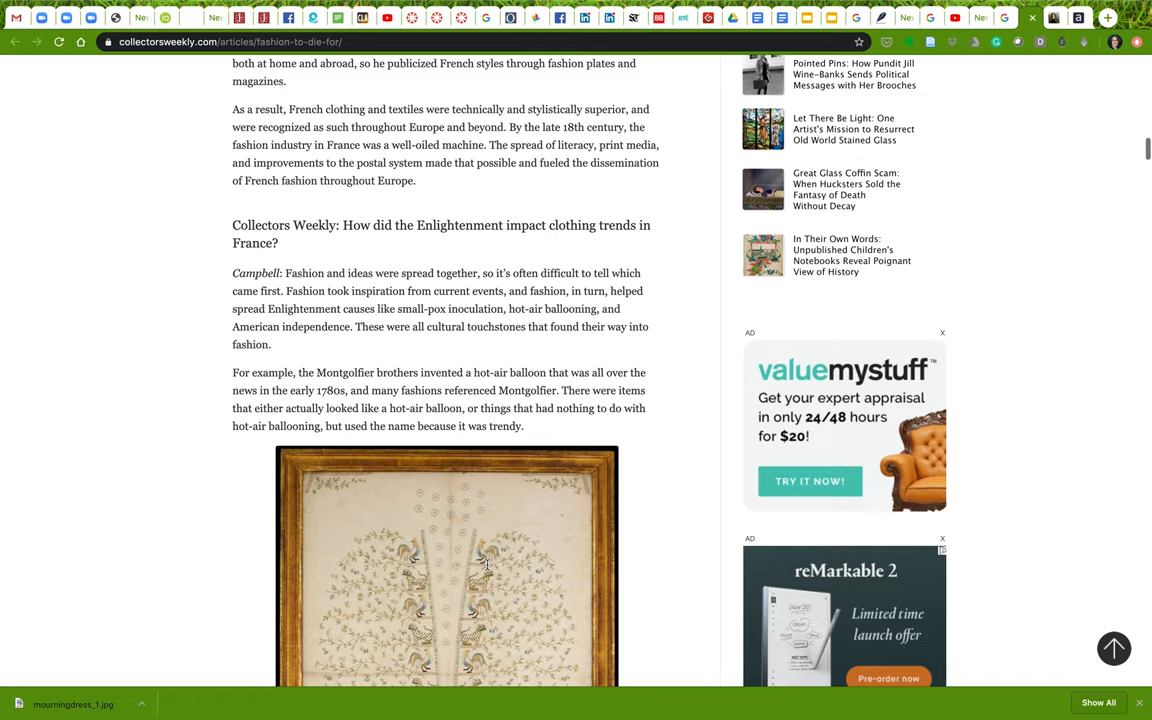 Nev
Nev
CU
BB
RTÉ
Nev
Nev
a
collectorsweekly.com/articles/fashion-to-die-for/
both at home and abroad, so he publicized French styles through fashion plates and
magazines.
As a result, French clothing and textiles were technically and stylistically superior, and
were recognized as such throughout Europe and beyond. By the late 18th century, the
fashion industry in France was a well-oiled machine. The spread of literacy, print media,
and improvements to the postal system made that possible and fueled the dissemination
of French fashion throughout Europe.
Collectors Weekly: How did the Enlightenment impact clothing trends in
France?
Campbell: Fashion and ideas were spread together, so it's often difficult to tell which
came first. Fashion took inspiration from current events, and fashion, in turn, helped
spread Enlightenment causes like small-pox inoculation, hot-air ballooning, and
American independence. These were all cultural touchstones that found their way into
fashion.
For example, the Montgolfier brothers invented a hot-air balloon that was all over the
news in the early 1780s, and many fashions referenced Montgolfier. There were items
that either actually looked like a hot-air balloon, or things that had nothing to do with
hot-air ballooning, but used the name because it was trendy.
Pointed Pins: How Pundit Jill
Wine-Banks Sends Political
Messages with Her Brooches
Let There Be Light: One
Artist's Mission to Resurrect
Old World Stained Glass
Great Glass Coffin Scam:
When Hucksters Sold the
Fantasy of Death
Without Decay
In Their Own Words:
Unpublished Children's
Notebooks Reveal Poignant
View of History
AD X
valuemystuff™
Get your expert appraisal
in only 24/48 hours
for $20!
TRY IT NOW!
AD X
reMarkable 2
Limited time
launch offer
Pre-order now
mourningdress_1.jpg
Show All